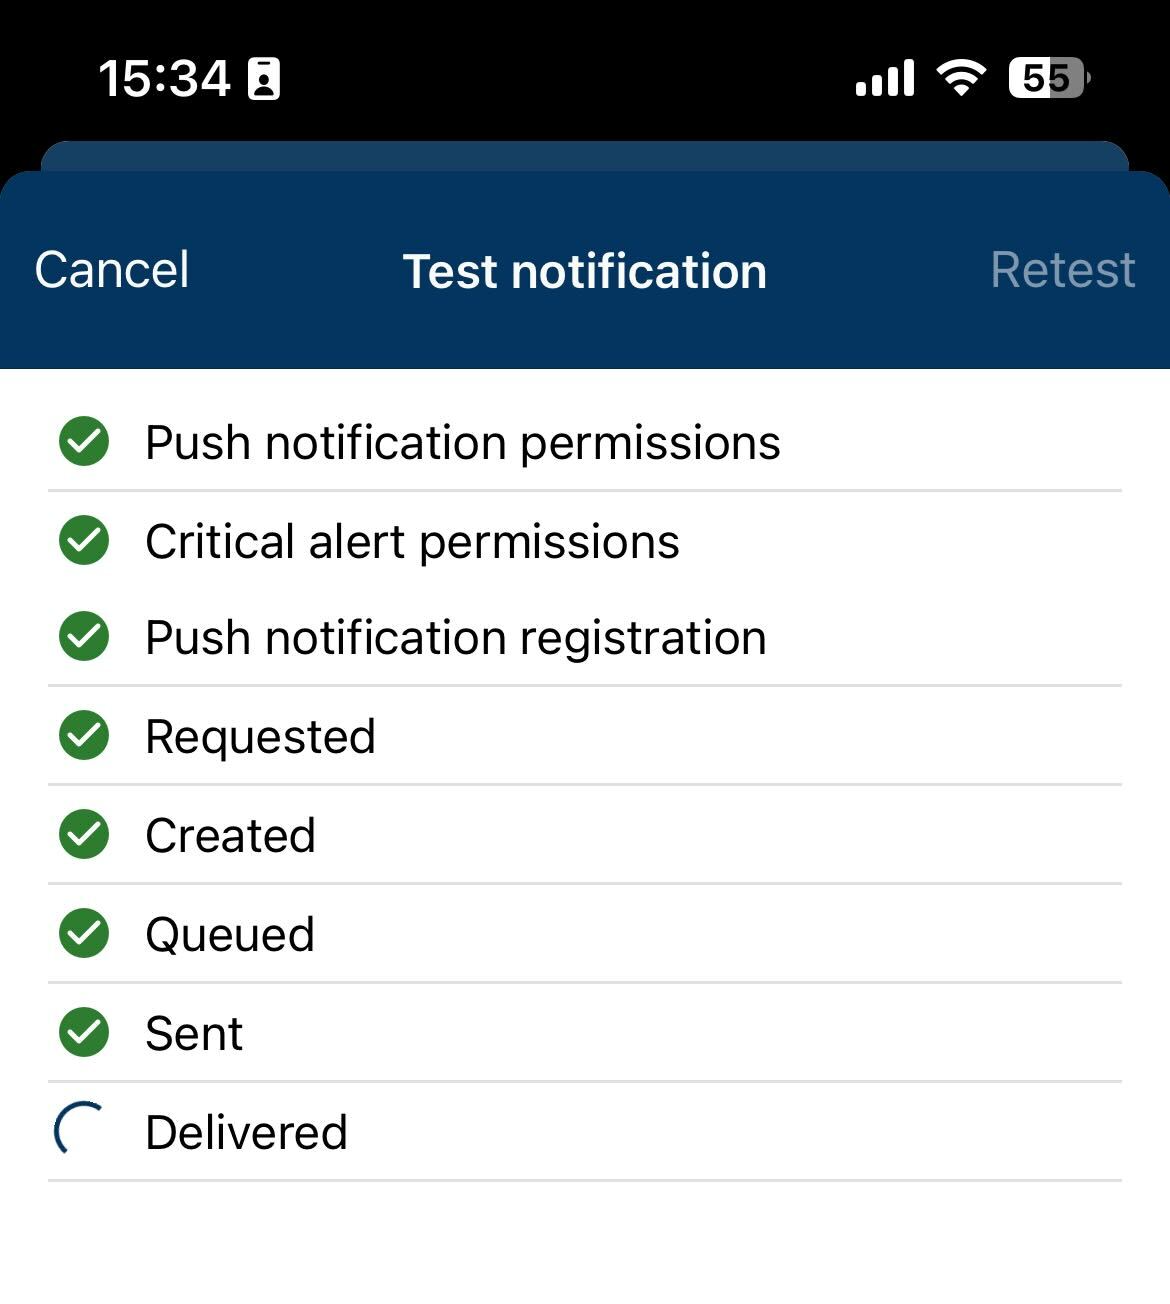 15:34
55
Cancel Test notification Retest
Push notification permissions
Critical alert permissions
Push notification registration
Requested
Created
Queued
Sent
Delivered